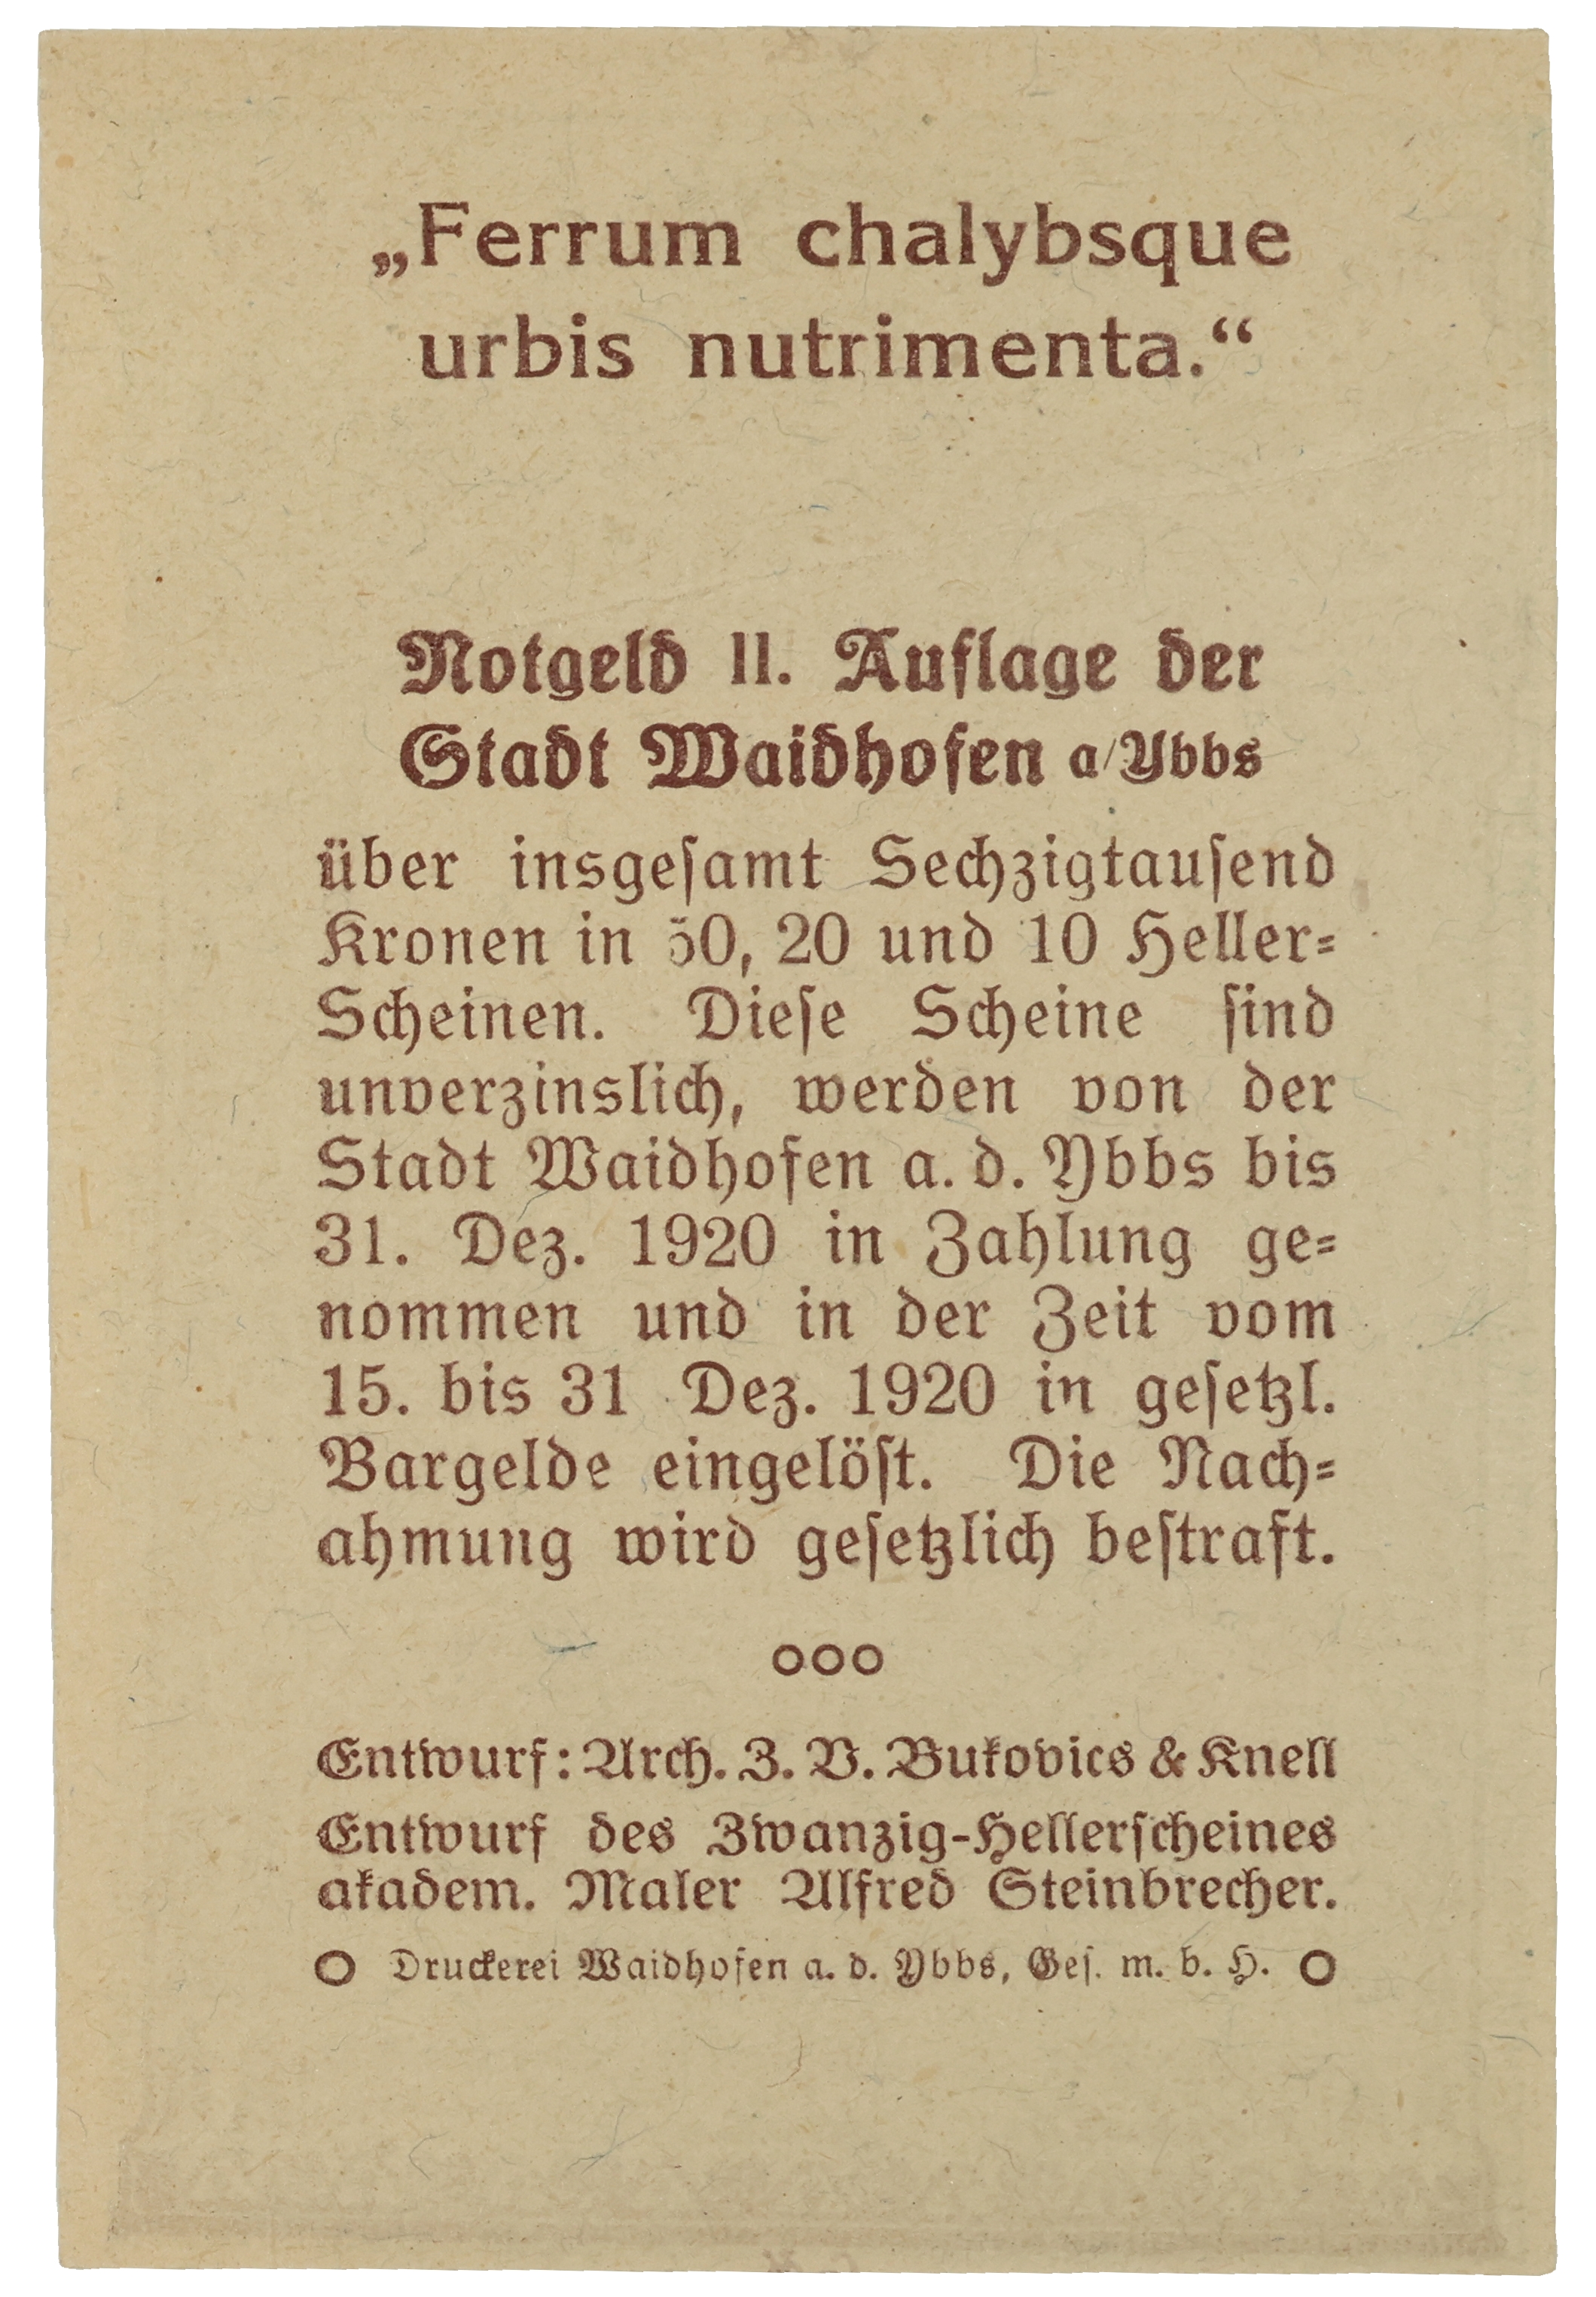 „Ferrum chalybsque
urbis nutrimenta.“
Notgeld II. Auflage der
Stadt Waidhofen a/Ybbs
über insgeſamt Sechzigtauſend
Kronen in 50, 20 und 10 Heller-
Scheinen. Dieſe Scheine ſind
unverzinslich, werden von der
Stadt Waidhofen a. d. Ybbs bis
31. Dez. 1920 in Zahlung ge-
nommen und in der Zeit vom
15. bis 31 Dez. 1920 in geſetzl.
Bargelde eingelöſt. Die Nach-
ahmung wird geſetzlich beſtraft.
Entwurf: Arch. Z. V. Bukovics & Knell
Entwurf des Zwanzig-Hellerſcheines
akadem. Maler Alfred Steinbrecher.
Druckerei Waidhofen a. d. Ybbs, Geſ. m. b. H.